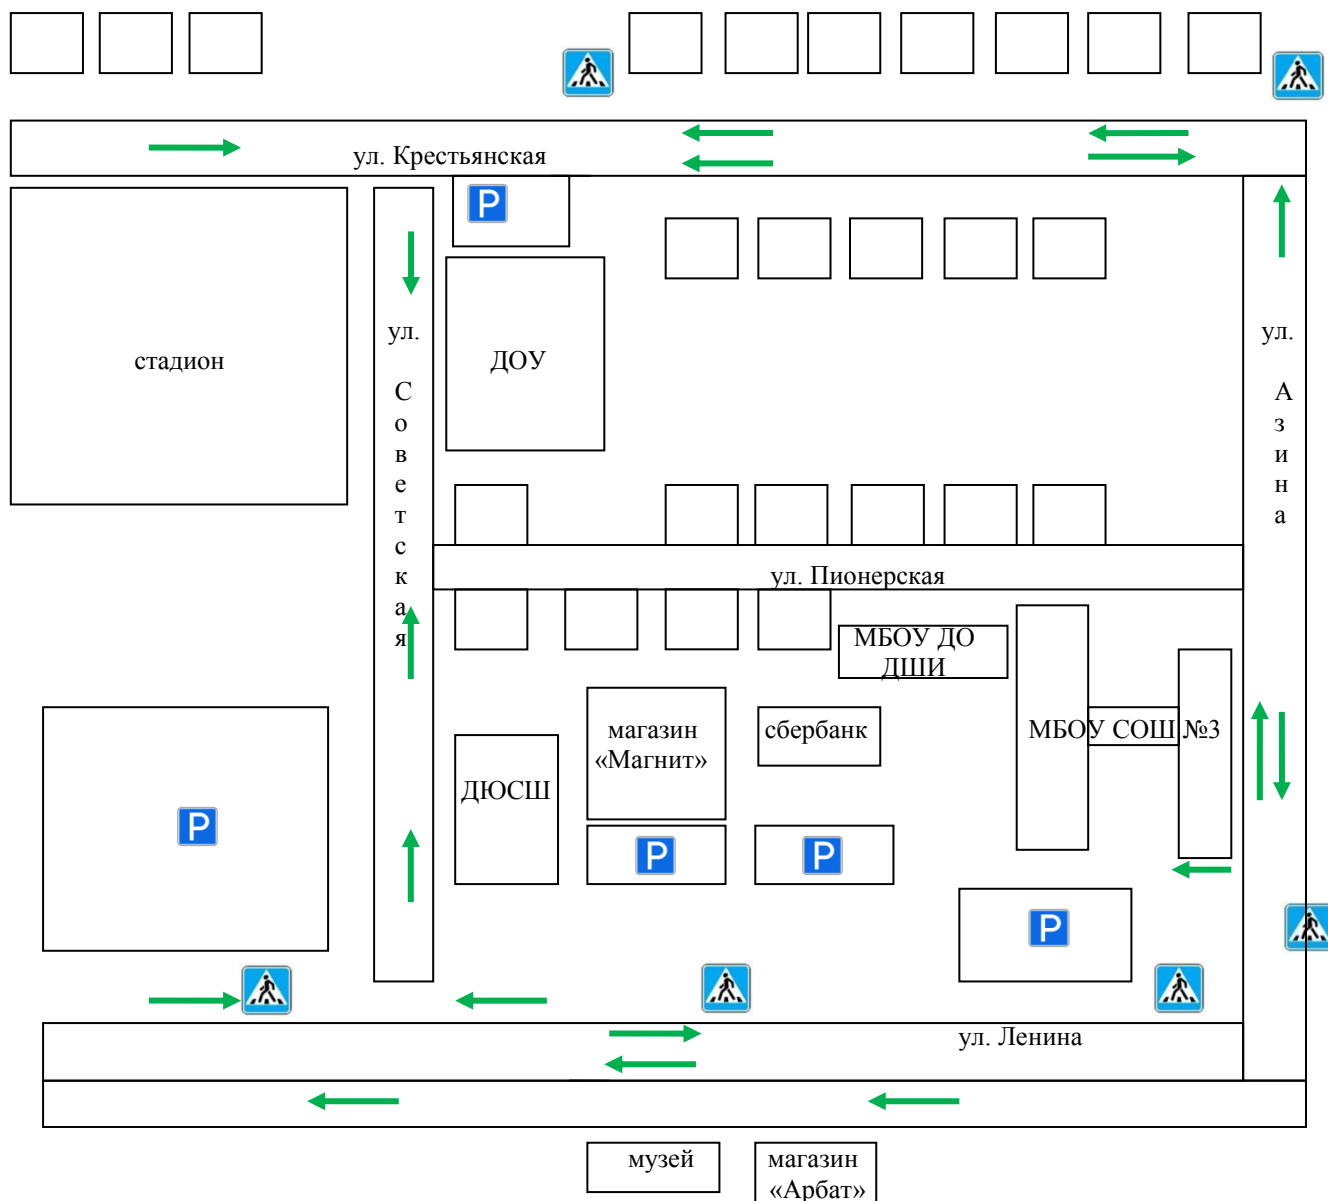 ул. Крестьянская
P
ул.
Советская
стадион
ДОУ
ул.
Азина
ул. Пионерская
МБОУ ДО
ДШИ
магазин
«Магнит»
сбербанк
МБОУ СОШ №3
ДЮСШ
P
P
P
P
ул. Ленина
музей
магазин
«Арбат»